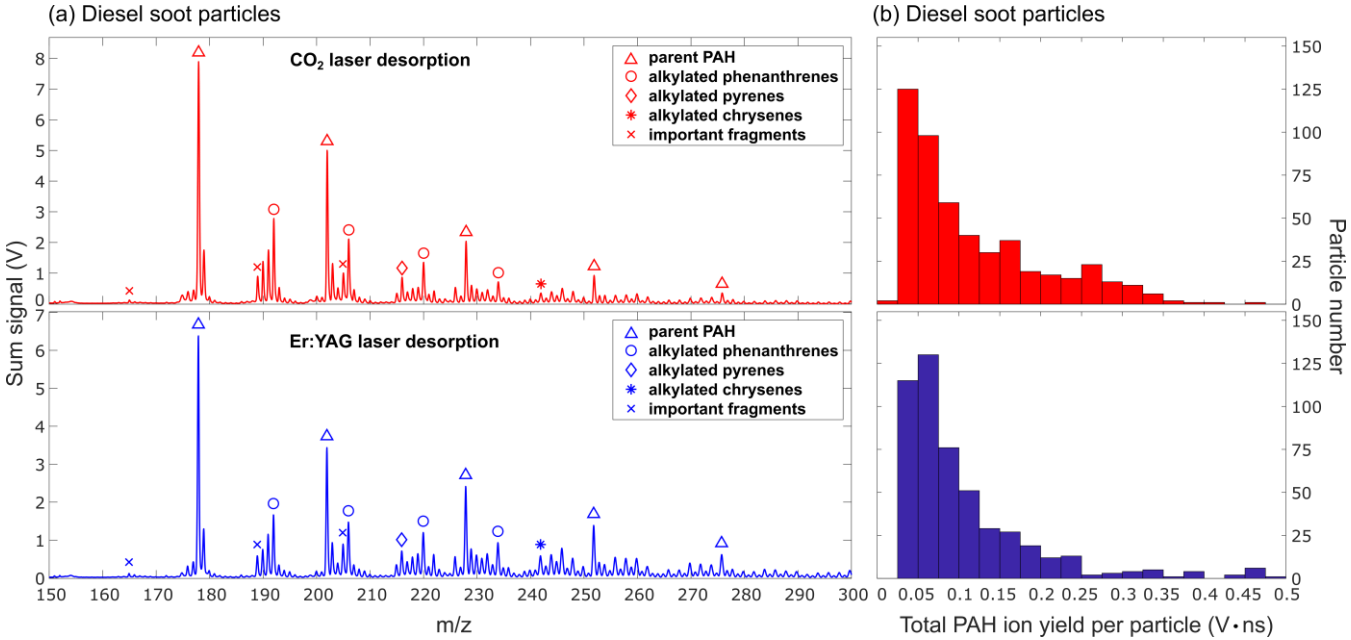 (a) Diesel soot particles
Sum signal (V)
8
7
6
5
4
3
2
1
0
CO₂ laser desorption
parent PAH
alkylated phenanthrenes
alkylated pyrenes
alkylated chrysenes
important fragments
7
6
5
4
3
2
1
0
Er:YAG laser desorption
parent PAH
alkylated phenanthrenes
alkylated pyrenes
alkylated chrysenes
important fragments
150 160 170 180 190 200 210 220 230 240 250 260 270 280 290 300
m/z
(b) Diesel soot particles
150
125
100
75
50
25
0
150
125
100
75
50
25
0
Particle number
0 0.05 0.1 0.15 0.2 0.25 0.3 0.35 0.4 0.45 0.5
Total PAH ion yield per particle (V•ns)